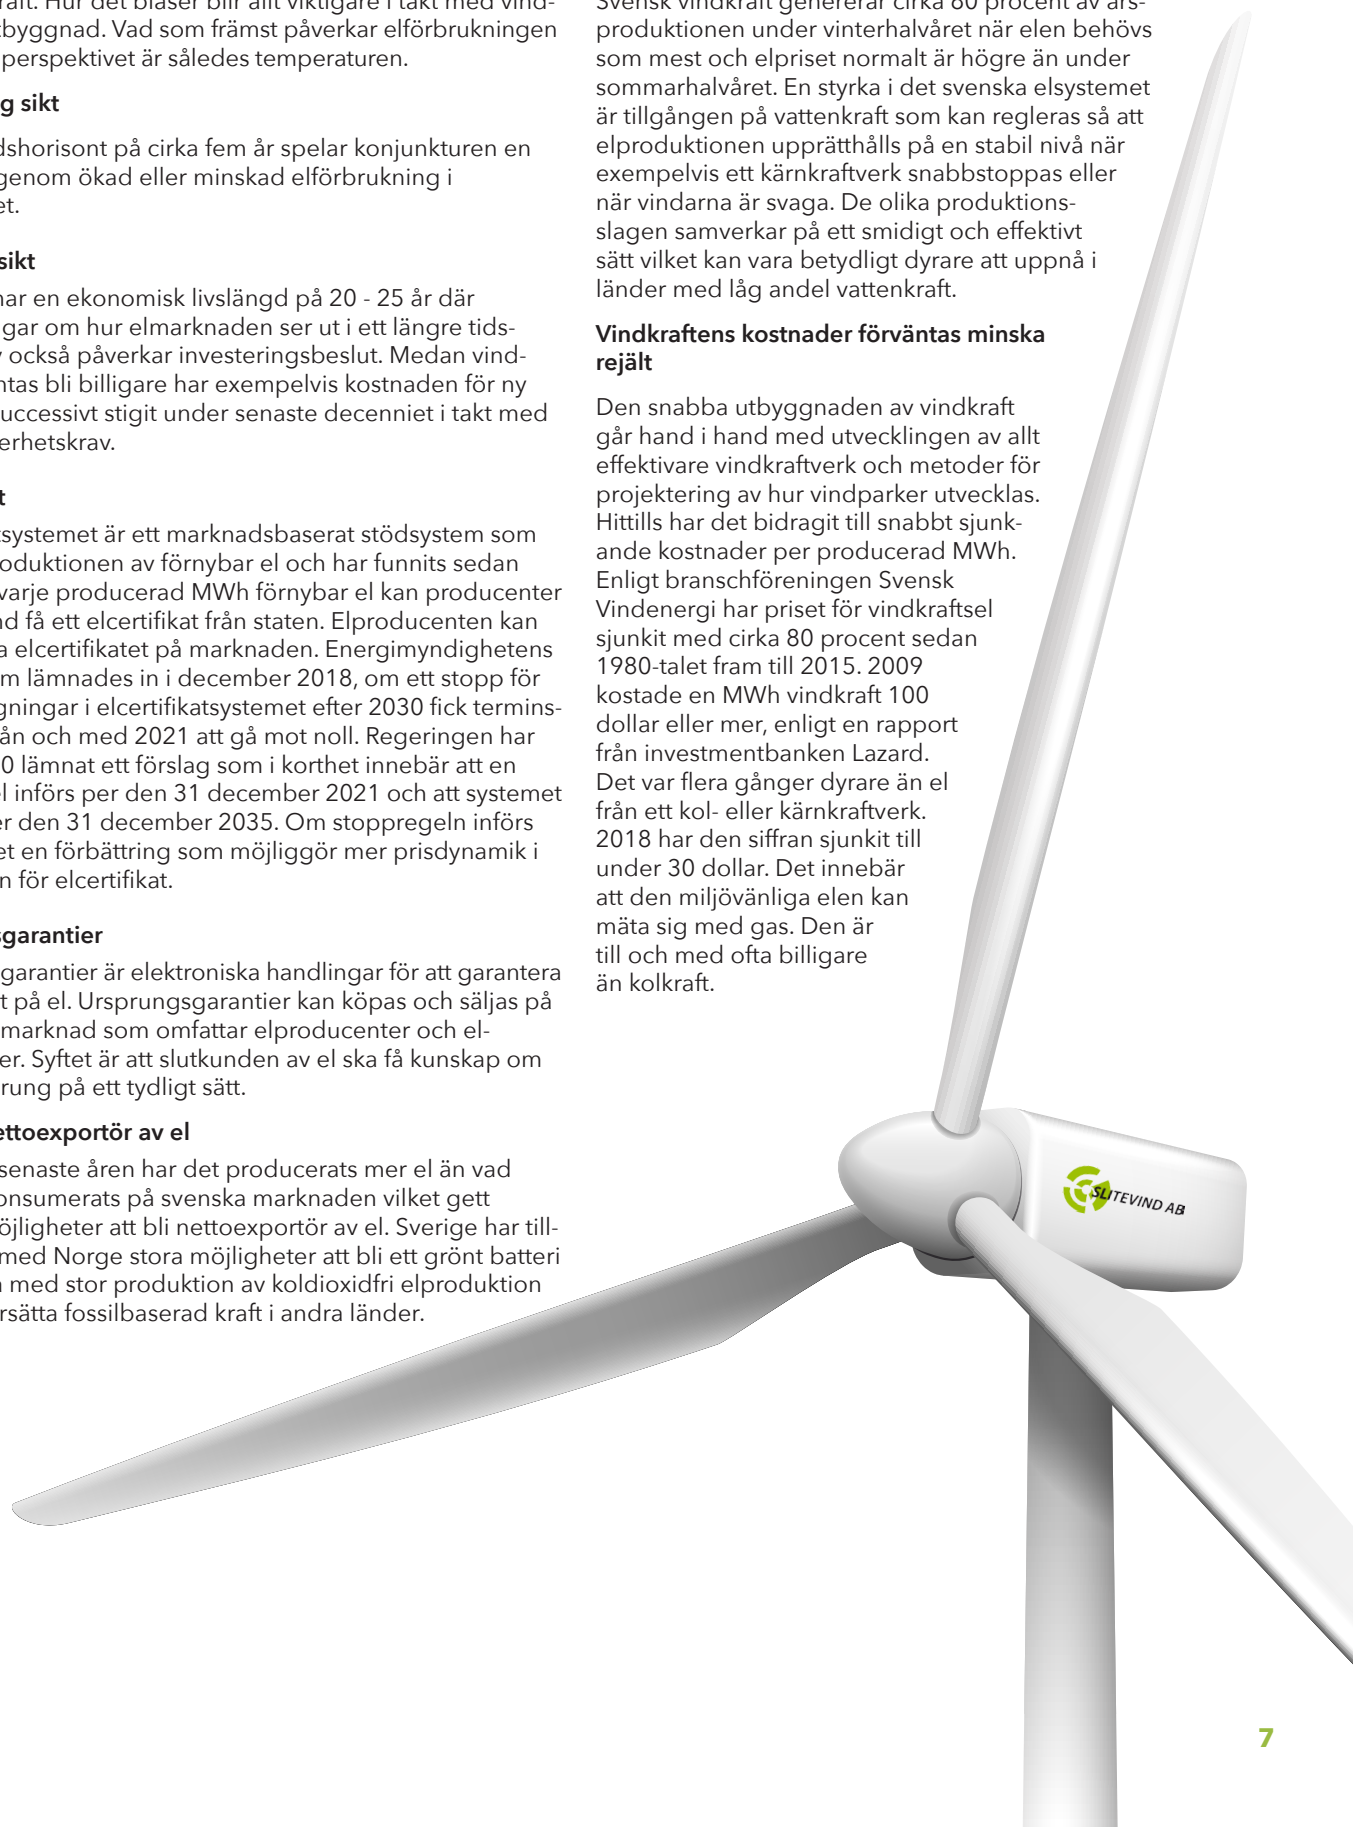 raft. Hur det blåser blir allt viktigare i takt med vind-
tbyggnad. Vad som främst påverkar elförbrukningen
perspektivet är således temperaturen.
g sikt
dshorisont på cirka fem år spelar konjunkturen en
genom ökad eller minskad elförbrukning i
et.
sikt
har en ekonomisk livslängd på 20 - 25 år där
gar om hur elmarknaden ser ut i ett längre tids-
v också påverkar investeringsbeslut. Medan vind-
ntas bli billigare har exempelvis kostnaden för ny
uccessivt stigit under senaste decenniet i takt med
erhetskrav.
t
tsystemet är ett marknadsbaserat stödsystem som
oduktionen av förnybar el och har funnits sedan
varje producerad MWh förnybar el kan producenter
nd få ett elcertifikat från staten. Elproducenten kan
a elcertifikatet på marknaden. Energimyndighetens
m lämnades in i december 2018, om ett stopp för
gningar i elcertifikatsystemet efter 2030 fick termins-
ån och med 2021 att gå mot noll. Regeringen har
0 lämnat ett förslag som i korthet innebär att en
el införs per den 31 december 2021 och att systemet
er den 31 december 2035. Om stoppregeln införs
et en förbättring som möjliggör mer prisdynamik i
n för elcertifikat.
sgarantier
garantier är elektroniska handlingar för att garantera
t på el. Ursprungsgarantier kan köpas och säljas på
marknad som omfattar elproducenter och el-
er. Syftet är att slutkunden av el ska få kunskap om
rung på ett tydligt sätt.
ettoexportör av el
senaste åren har det producerats mer el än vad
onsumerats på svenska marknaden vilket gett
öjligheter att bli nettoexportör av el. Sverige har till-
med Norge stora möjligheter att bli ett grönt batteri
a med stor produktion av koldioxidfri elproduktion
rsätta fossilbaserad kraft i andra länder.
Svensk vindkraft genererar cirka 60 procent av års-
produktionen under vinterhalvåret när elen behövs
som mest och elpriset normalt är högre än under
sommarhalvåret. En styrka i det svenska elsystemet
är tillgången på vattenkraft som kan regleras så att
elproduktionen upprätthålls på en stabil nivå när
exempelvis ett kärnkraftverk snabbstoppas eller
när vindarna är svaga. De olika produktions-
slagen samverkar på ett smidigt och effektivt
sätt vilket kan vara betydligt dyrare att uppnå i
länder med låg andel vattenkraft.
Vindkraftens kostnader förväntas minska
rejält
Den snabba utbyggnaden av vindkraft
går hand i hand med utvecklingen av allt
effektivare vindkraftverk och metoder för
projektering av hur vindparker utvecklas.
Hittills har det bidragit till snabbt sjunk-
ande kostnader per producerad MWh.
Enligt branschföreningen Svensk
Vindenergi har priset för vindkraftsel
sjunkit med cirka 80 procent sedan
1980-talet fram till 2015. 2009
kostade en MWh vindkraft 100
dollar eller mer, enligt en rapport
från investmentbanken Lazard.
Det var flera gånger dyrare än el
från ett kol- eller kärnkraftverk.
2018 har den siffran sjunkit till
under 30 dollar. Det innebär
att den miljövänliga elen kan
mäta sig med gas. Den är
till och med ofta billigare
än kolkraft.
SLITEVIND AB
7